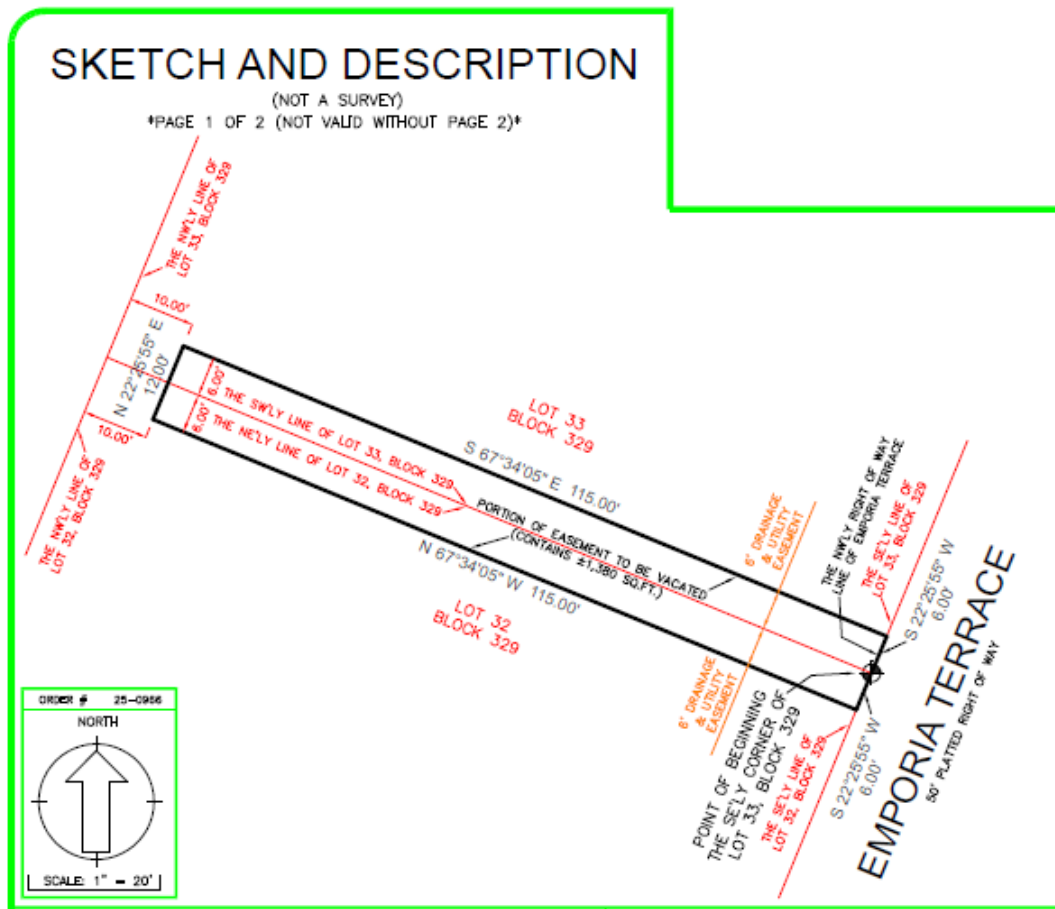 SKETCH AND DESCRIPTION
(NOT A SURVEY)
*PAGE 1 OF 2 (NOT VALID WITHOUT PAGE 2)*
THE NW'LY LINE OF
LOT 33, BLOCK 329
10.00'
N 22°25'55" E
12.00'
10.00'
THE NW'LY LINE OF
LOT 32, BLOCK 329
6.00'
THE SW'LY LINE OF LOT 33, BLOCK 329
6.00'
THE NE'LY LINE OF LOT 32, BLOCK 329
LOT 33
BLOCK 329
S 67°34'05" E 115.00'
PORTION OF EASEMENT TO BE VACATED
(CONTAINS ±1,380 SQ.FT.)
N 67°34'05" W 115.00'
LOT 32
BLOCK 329
6' DRAINAGE
& UTILITY
EASEMENT
6' DRAINAGE
& UTILITY
EASEMENT
THE NW'LY RIGHT OF WAY
LINE OF EMPORIA TERRACE
THE SE'LY LINE OF
LOT 33, BLOCK 329
S 22°25'55" W
6.00'
POINT OF BEGINNING
THE SE'LY CORNER OF
LOT 33, BLOCK 329
THE SE'LY LINE OF
LOT 32, BLOCK 329
S 22°25'55" W
6.00'
EMPORIA TERRACE
50' PLATTED RIGHT OF WAY
ORDER # 25-0966
NORTH
SCALE: 1" = 20'